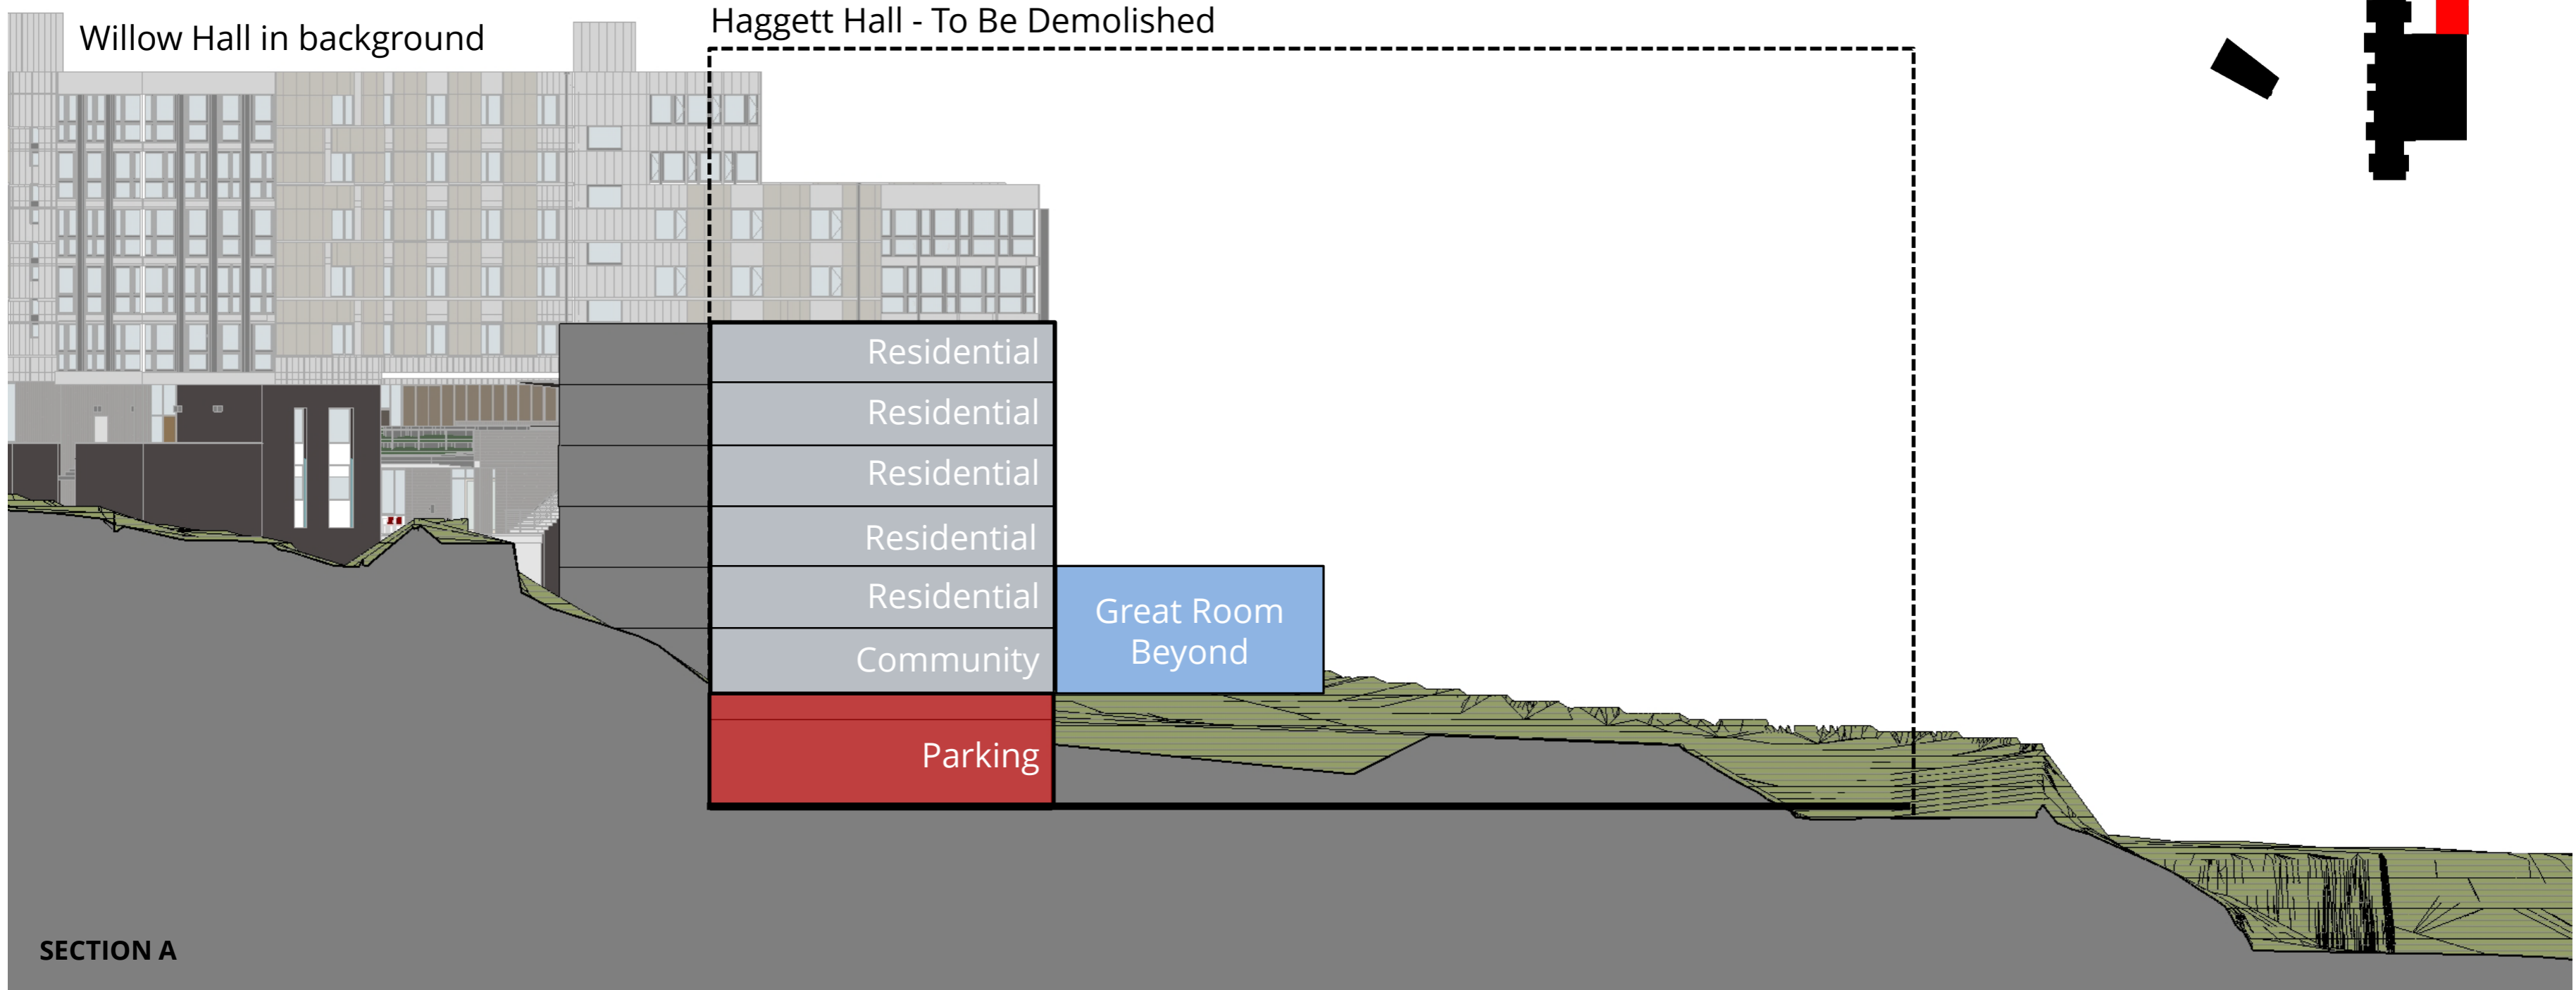 Haggett Hall - To Be Demolished
Willow Hall in background
Residential
Residential
Residential
Residential
Residential
Community
Great Room
Beyond
Parking
SECTION A